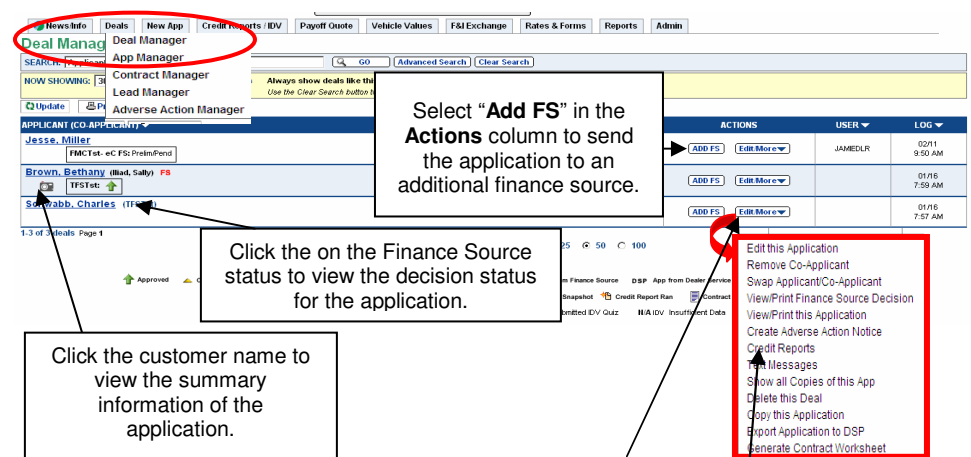 News/Info Deals New App Credit Reports / IDV Payoff Quote Vehicle Values F&I Exchange Rates & Forms Reports Admin
Deal Manag
Deal Manager
App Manager
Contract Manager
Lead Manager
Adverse Action Manager
SEARCH: Applicant GO Advanced Search Clear Search
NOW SHOWING: 30 Always show deals like thi
Use the Clear Search button t
Update Pr
APPLICANT (CO-APPLICANT) ACTIONS USER LOG
Jesse, Miller
FMCTst- eC FS: Prelim/Pend
ADD FS Edit/More JAMIEDLR 02/11
9:50 AM
Brown, Bethany (Iliad, Sally) FS
TFSTst:
ADD FS Edit/More 01/16
7:59 AM
Schwabb, Charles
ADD FS Edit/More 01/16
7:57 AM
1-3 of 3 deals Page 1
25 50 100
Select “Add FS” in the
Actions column to send
the application to an
additional finance source.
Click the on the Finance Source
status to view the decision status
for the application.
Click the customer name to
view the summary
information of the
application.
Approved
m Finance Source DSP App from Dealer Service
Snapshot Credit Report Ran Contract
bmitted IDV Quiz N/A IDV Insufficient Data
Edit this Application
Remove Co-Applicant
Swap Applicant/Co-Applicant
View/Print Finance Source Decision
View/Print this Application
Create Adverse Action Notice
Credit Reports
Text Messages
Show all Copies of this App
Delete this Deal
Copy this Application
Export Application to DSP
Generate Contract Worksheet